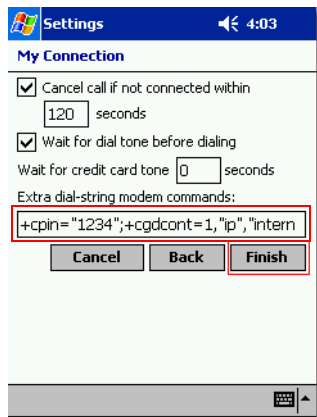 Settings 4:03
My Connection
Cancel call if not connected within
120 seconds
Wait for dial tone before dialing
Wait for credit card tone 0 seconds
Extra dial-string modem commands:
+cpin="1234";+cgdcont=1,"ip","intern
Cancel Back Finish